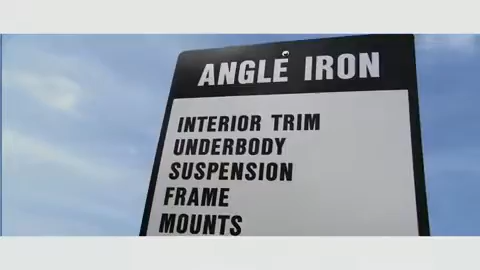 ANGLE IRON
INTERIOR TRIM
UNDERBODY
SUSPENSION
FRAME
MOUNTS